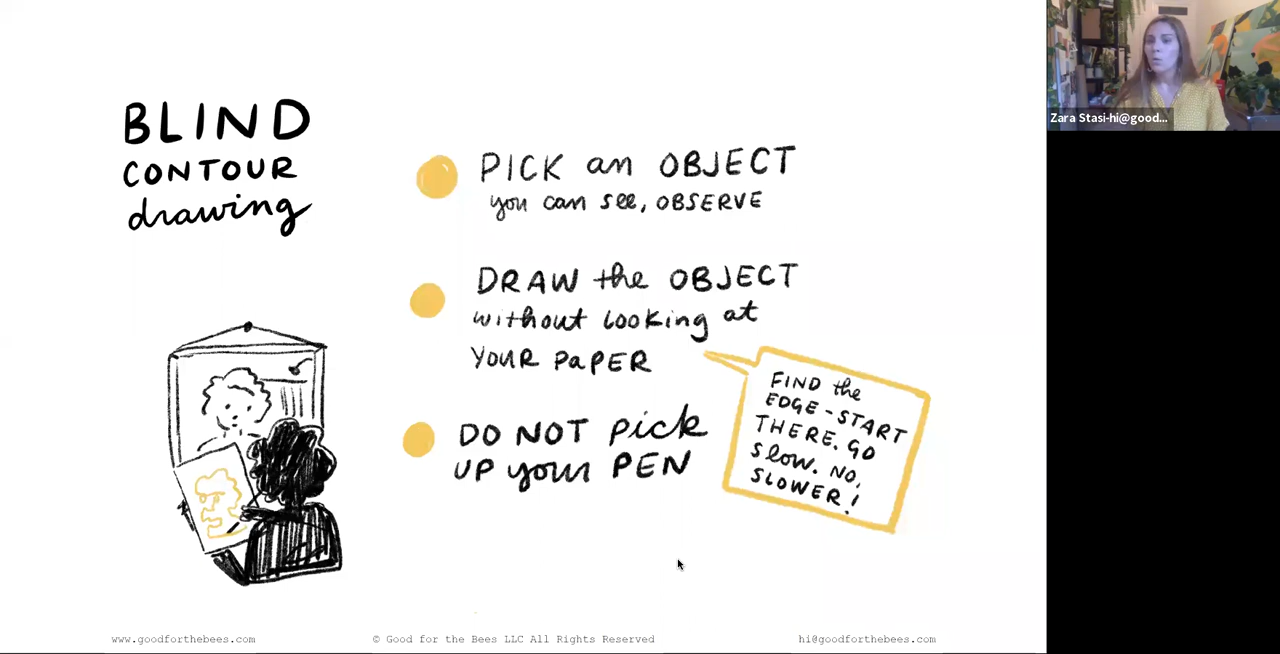 BLIND
CONTOUR
drawing
PICK an OBJECT
you can see, OBSERVE
DRAW the OBJECT
without looking at
YOUR PaPER
FIND the
EDGE - START
THERE. GO
Slow. NO,
SLOWER!
DO NOT pick
UP your PEN
www.goodforthebees.com
© Good for the Bees LLC All Rights Reserved
hi@goodforthebees.com
Zara Stasi-hi@good...